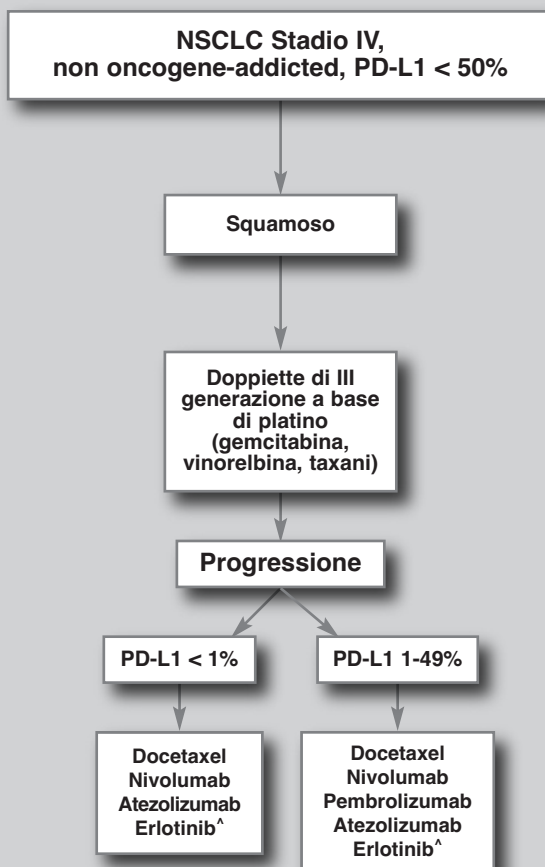 NSCLC Stadio IV,
non oncogene-addicted, PD-L1 < 50%
Squamoso
Doppiette di III
generazione a base
di platino
(gemcitabina,
vinorelbina, taxani)
Progressione
PD-L1 < 1%
PD-L1 1-49%
Docetaxel
Nivolumab
Atezolizumab
Erlotinib^
Docetaxel
Nivolumab
Pembrolizumab
Atezolizumab
Erlotinib^